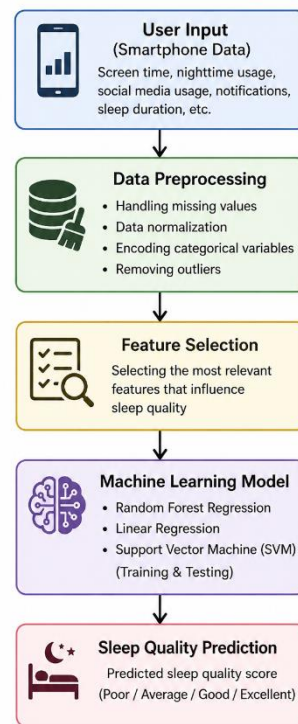 User Input
(Smartphone Data)
Screen time, nighttime usage,
social media usage, notifications,
sleep duration, etc.
Data Preprocessing
• Handling missing values
• Data normalization
• Encoding categorical variables
• Removing outliers
Feature Selection
Selecting the most relevant
features that influence
sleep quality
Machine Learning Model
• Random Forest Regression
• Linear Regression
• Support Vector Machine (SVM)
(Training & Testing)
Sleep Quality Prediction
Predicted sleep quality score
(Poor / Average / Good / Excellent)